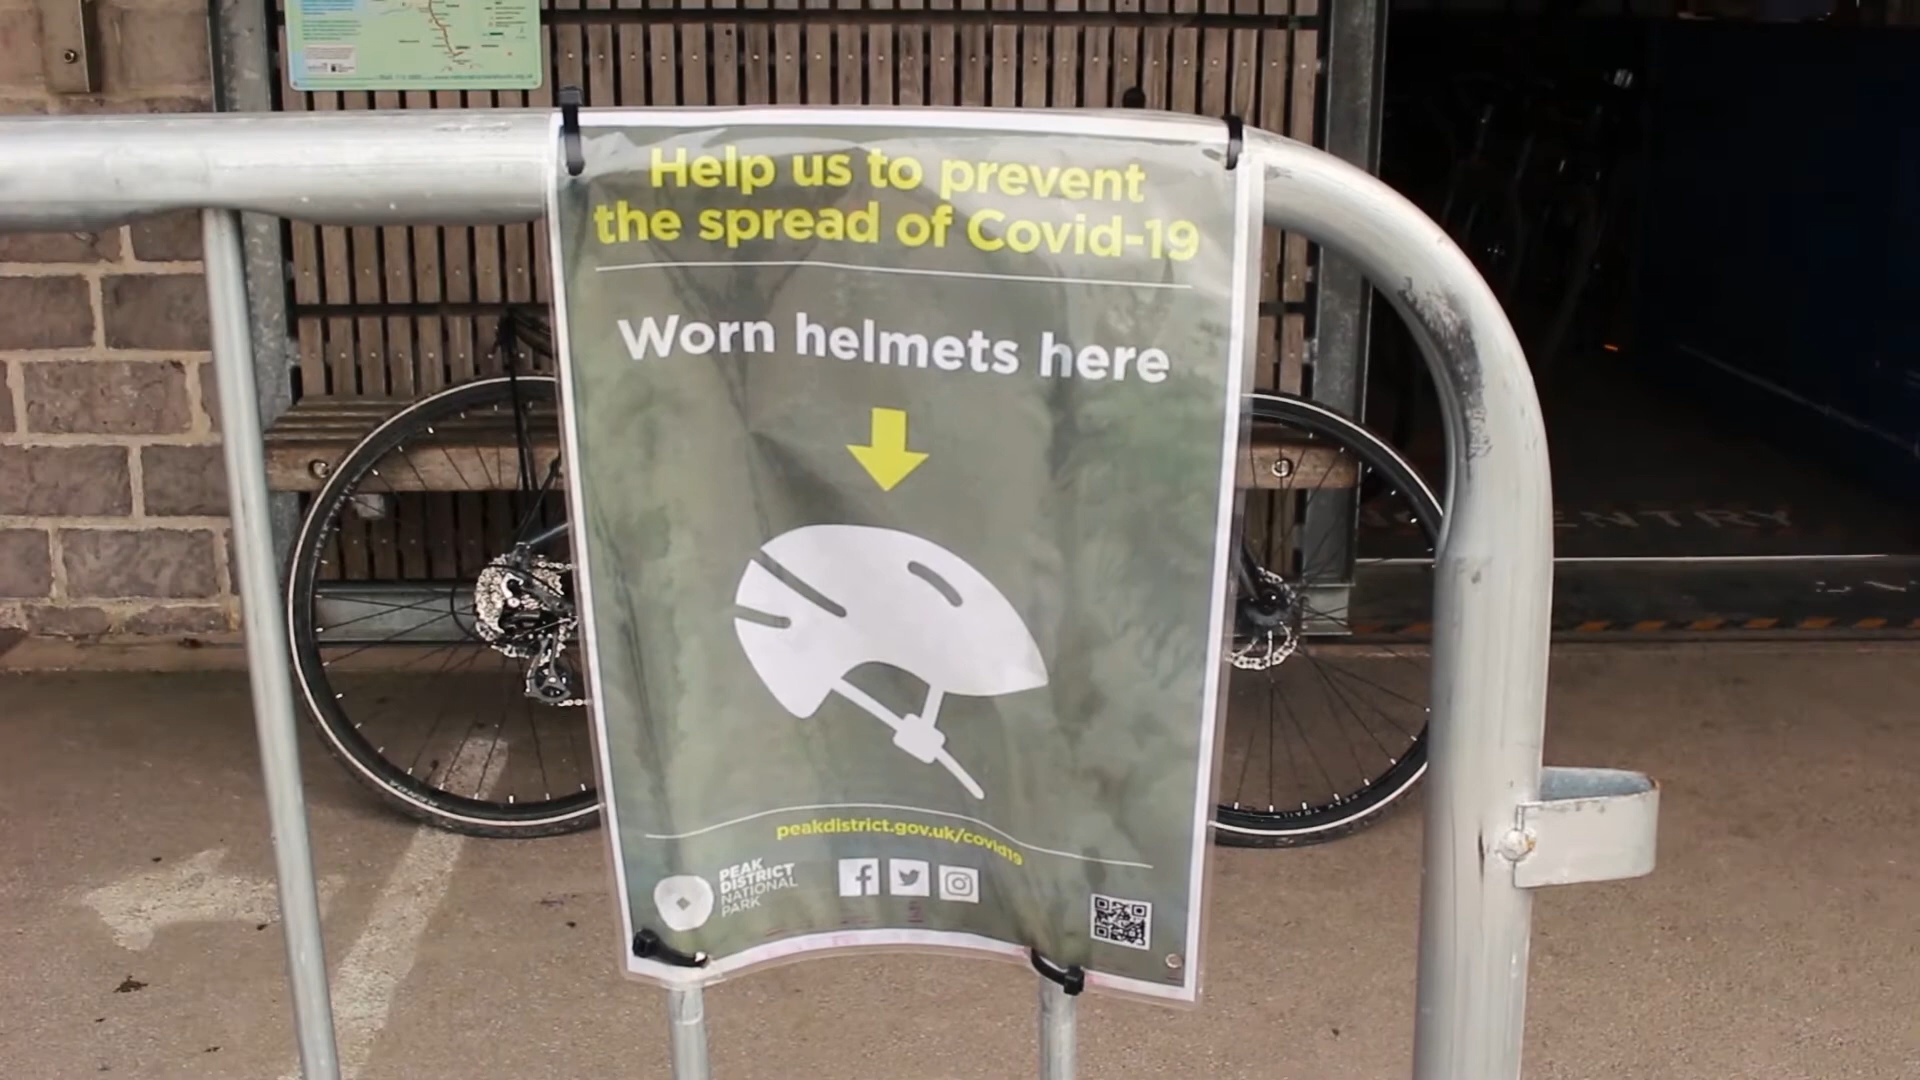 Help us to prevent
the spread of Covid-19
Worn helmets here
peakdistrict.gov.uk/covid19
PEAK
DISTRICT
NATIONAL
PARK
ENTRY